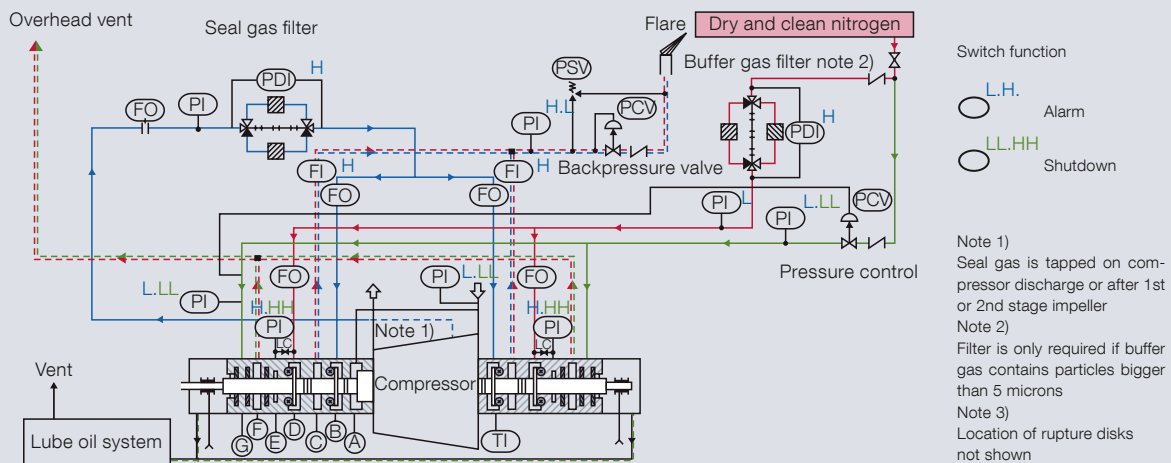 Overhead vent
Seal gas filter
Flare
Dry and clean nitrogen
Buffer gas filter note 2)
Switch function
L.H.
Alarm
LL.HH
Shutdown
FO
PI
PDI
H
PSV
H.L
PI
PCV
Backpressure valve
PDI
H
FI
H
FO
FI
H
FO
L
PI
L.LL
PI
PCV
Pressure control
L.LL
PI
FO
H.HH
PI
LC
Note 1)
PI
L.LL
FO
H.HH
PI
LC
Compressor
Vent
Lube oil system
G
F
E
D
C
B
A
TI
Note 1)
Seal gas is tapped on com-
pressor discharge or after 1st
or 2nd stage impeller
Note 2)
Filter is only required if buffer
gas contains particles bigger
than 5 microns
Note 3)
Location of rupture disks
not shown